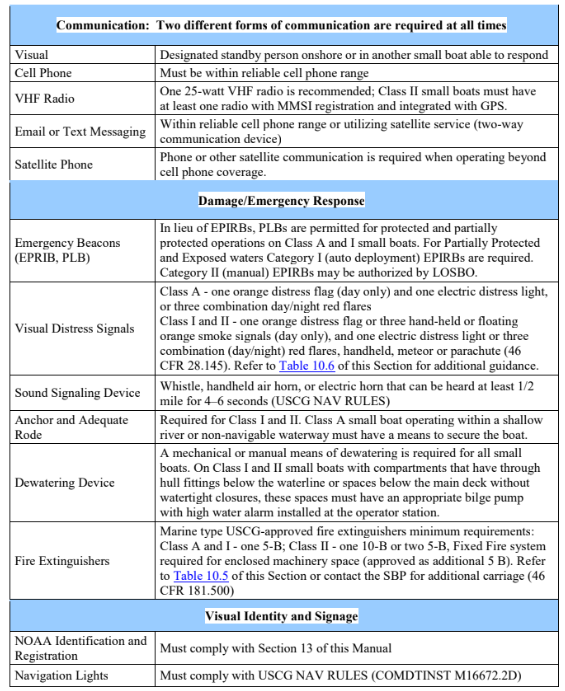 Communication:  Two different forms of communication are required at all times
Visual
Designated standby person onshore or in another small boat able to respond
Cell Phone
Must be within reliable cell phone range
VHF Radio
One 25-watt VHF radio is recommended; Class II small boats must have
at least one radio with MMSI registration and integrated with GPS.
Email or Text Messaging
Within reliable cell phone range or utilizing satellite service (two-way
communication device)
Satellite Phone
Phone or other satellite communication is required when operating beyond
cell phone coverage.
Damage/Emergency Response
Emergency Beacons
(EPRIB, PLB)
In lieu of EPIRBs, PLBs are permitted for protected and partially
protected operations on Class A and I small boats. For Partially Protected
and Exposed waters Category I (auto deployment) EPIRBs are required.
Category II (manual) EPIRBs may be authorized by LOSBO.
Visual Distress Signals
Class A - one orange distress flag (day only) and one electric distress light,
or three combination day/night red flares
Class I and II - one orange distress flag or three hand-held or floating
orange smoke signals (day only), and one electric distress light or three
combination (day/night) red flares, handheld, meteor or parachute (46
CFR 28.145). Refer to Table 10.6 of this Section for additional guidance.
Sound Signaling Device
Whistle, handheld air horn, or electric horn that can be heard at least 1/2
mile for 4–6 seconds (USCG NAV RULES)
Anchor and Adequate
Rode
Required for Class I and II. Class A small boat operating within a shallow
river or non-navigable waterway must have a means to secure the boat.
Dewatering Device
A mechanical or manual means of dewatering is required for all small
boats. On Class I and II small boats with compartments that have through
hull fittings below the waterline or spaces below the main deck without
watertight closures, these spaces must have an appropriate bilge pump
with high water alarm installed at the operator station.
Fire Extinguishers
Marine type USCG-approved fire extinguishers minimum requirements:
Class A and I - one 5-B; Class II - one 10-B or two 5-B, Fixed Fire system
required for enclosed machinery space (approved as additional 5 B). Refer
to Table 10.5 of this Section or contact the SBP for additional carriage (46
CFR 181.500)
Visual Identity and Signage
NOAA Identification and
Registration
Must comply with Section 13 of this Manual
Navigation Lights
Must comply with USCG NAV RULES (COMDTINST M16672.2D)